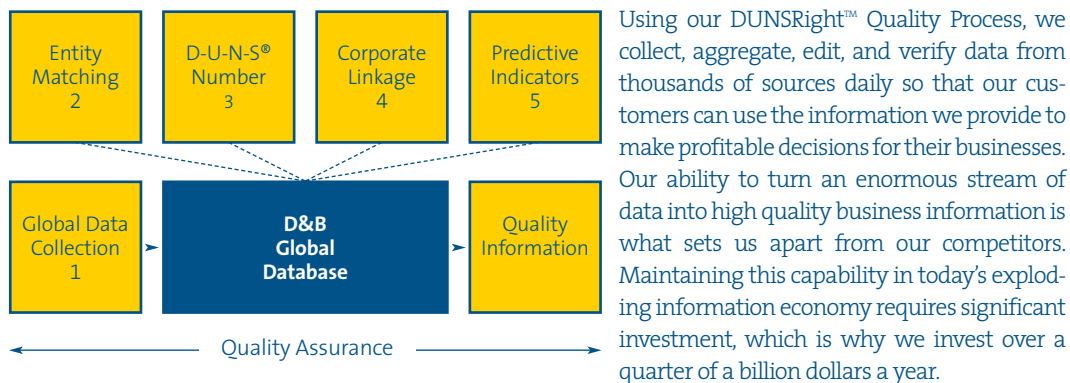 Entity
Matching
2
D-U-N-S®
Number
3
Corporate
Linkage
4
Predictive
Indicators
5
Global Data
Collection
1
D&B
Global
Database
Quality
Information
Quality Assurance
Using our DUNSRight™ Quality Process, we
collect, aggregate, edit, and verify data from
thousands of sources daily so that our cus-
tomers can use the information we provide to
make profitable decisions for their businesses.
Our ability to turn an enormous stream of
data into high quality business information is
what sets us apart from our competitors.
Maintaining this capability in today's explod-
ing information economy requires significant
investment, which is why we invest over a
quarter of a billion dollars a year.